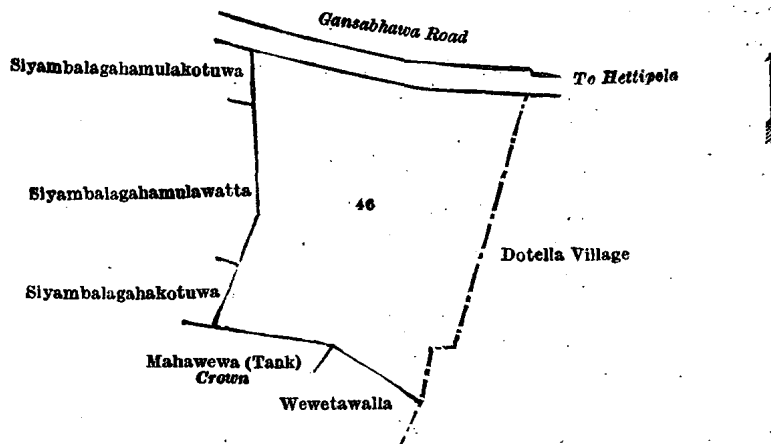 Gansabhawa Road
Siyambalagahamulakotuwa
To Hettipola
Siyambalagahamulawatta
46
Dotella Village
Siyambalagahakotuwa
Mahawewa (Tank)
Crown
Wewetawalla